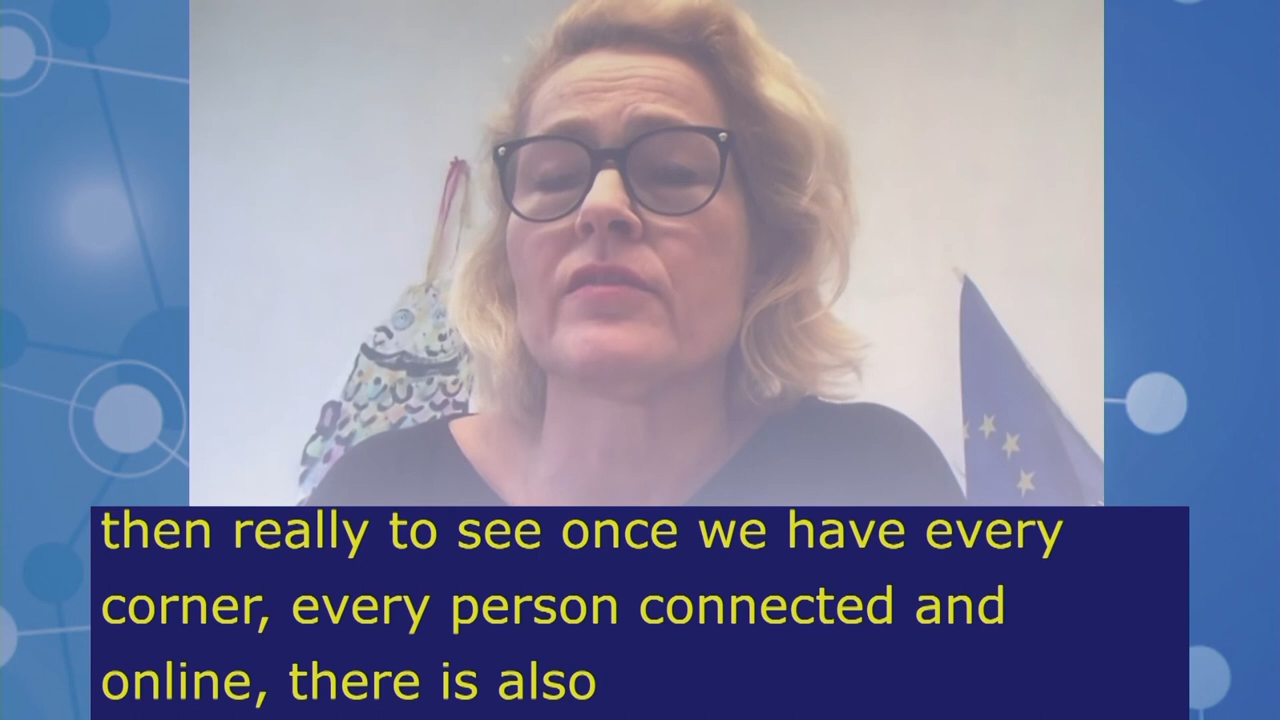 then really to see once we have every
corner, every person connected and
online, there is also